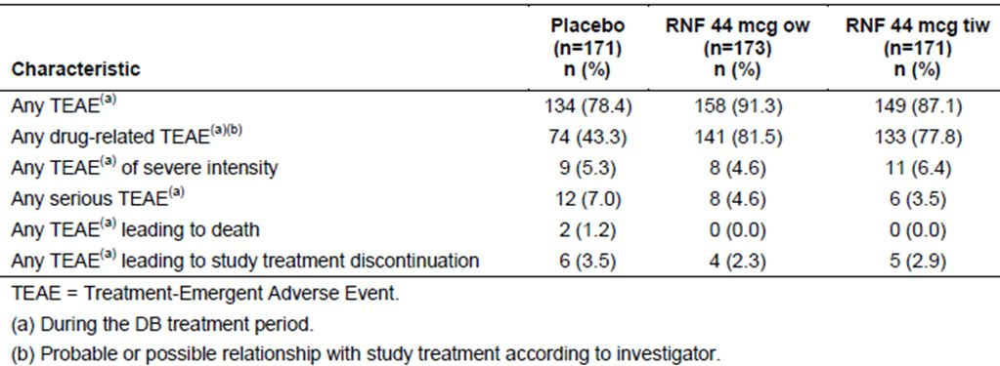 Placebo RNF 44 mcg ow RNF 44 mcg tiw
(n=171) (n=173) (n=171)
Characteristic n (%) n (%) n (%)
Any TEAE(a) 134 (78.4) 158 (91.3) 149 (87.1)
Any drug-related TEAE(a)(b) 74 (43.3) 141 (81.5) 133 (77.8)
Any TEAE(a) of severe intensity 9 (5.3) 8 (4.6) 11 (6.4)
Any serious TEAE(a) 12 (7.0) 8 (4.6) 6 (3.5)
Any TEAE(a) leading to death 2 (1.2) 0 (0.0) 0 (0.0)
Any TEAE(a) leading to study treatment discontinuation 6 (3.5) 4 (2.3) 5 (2.9)
TEAE = Treatment-Emergent Adverse Event.
(a) During the DB treatment period.
(b) Probable or possible relationship with study treatment according to investigator.